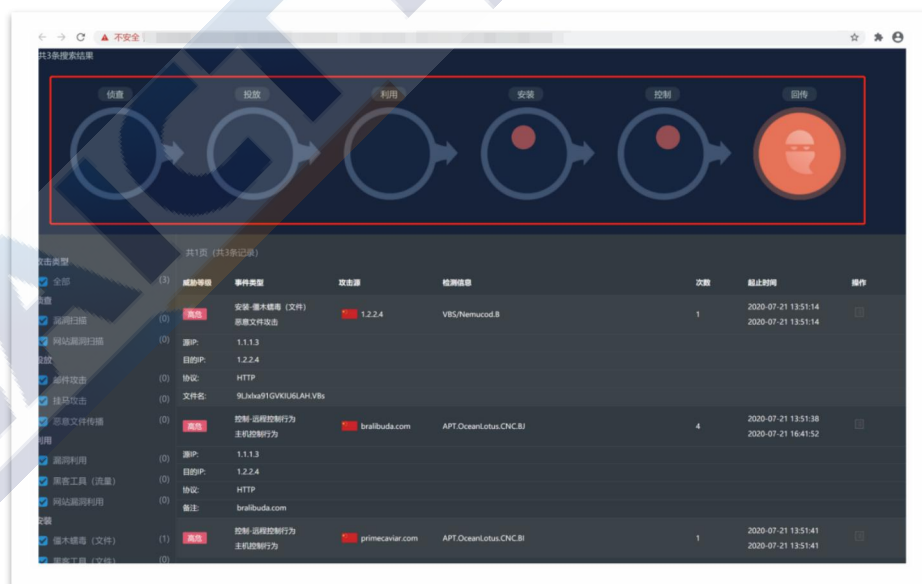 不安全
共3条搜索结果
侦查 投放 利用 安装 控制 回传
共1页 (共3条记录)
攻击类型
全部 (3)
侦查
漏洞扫描 (0)
网站漏洞扫描 (0)
投放
邮件攻击 (0)
挂马攻击 (0)
恶意文件传播 (0)
利用
漏洞利用 (0)
黑客工具 (流量) (0)
网站漏洞利用 (0)
安装
僵木蠕毒 (文件) (1)
黑客工具 (文件) (0)
威胁等级 事件类型 攻击源 检测信息 次数 起止时间 操作
高危 安装-僵木蠕毒 (文件) 1.2.2.4 VBS/Nemucod.B 1 2020-07-21 13:51:14
恶意文件攻击 2020-07-21 13:51:14
源IP: 1.1.1.3
目的IP: 1.2.2.4
协议: HTTP
文件名: 9LJxlxa91GVKIU6LAH.VBs
高危 控制-远程控制行为 bralibuda.com APT.OceanLotus.CNC.BJ 4 2020-07-21 13:51:38
主机控制行为 2020-07-21 16:41:52
源IP: 1.1.1.3
目的IP: 1.2.2.4
协议: HTTP
备注: bralibuda.com
高危 控制-远程控制行为 primecaviar.com APT.OceanLotus.CNC.BI 1 2020-07-21 13:51:41
主机控制行为 2020-07-21 13:51:41